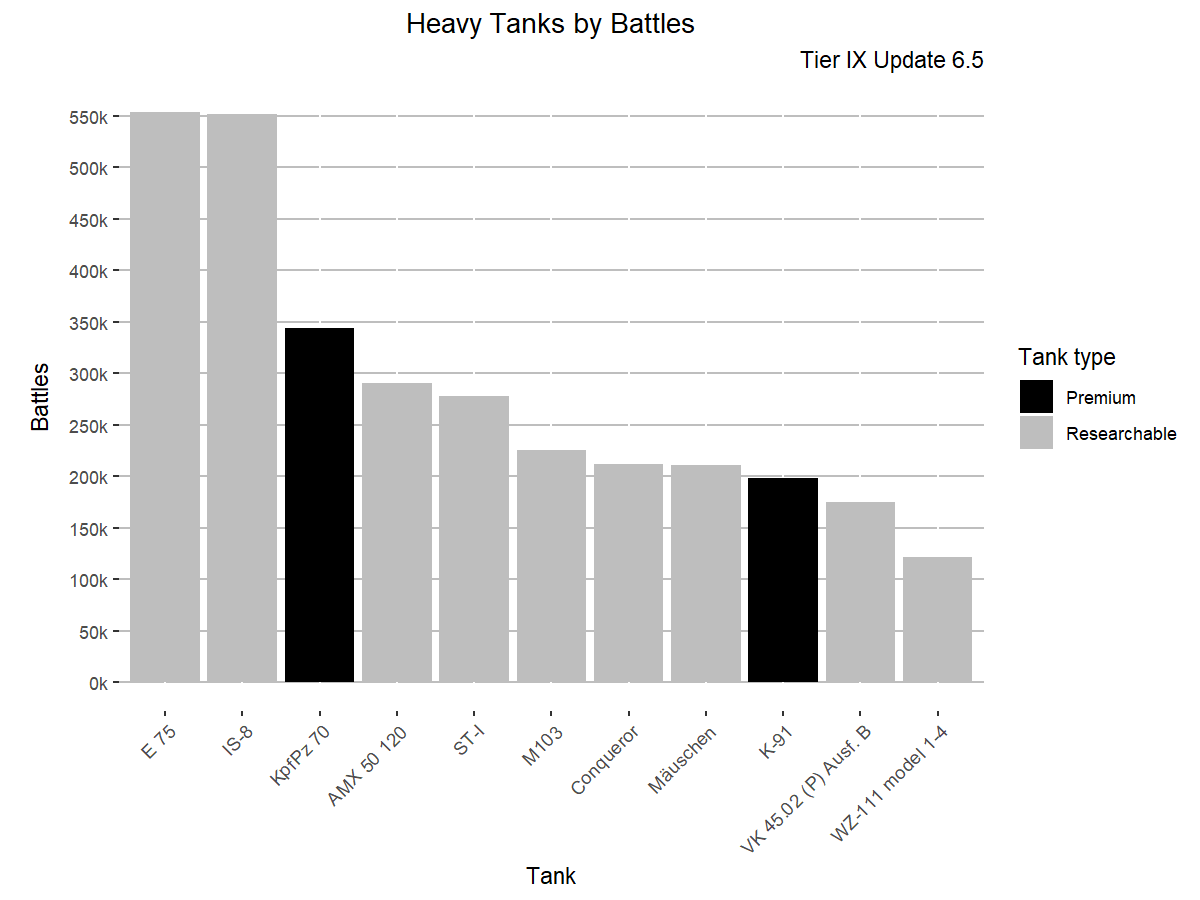 Heavy Tanks by Battles
Tier IX Update 6.5
550k
500k
450k
400k
350k
300k
250k
200k
150k
100k
50k
0k
Battles
E 75
IS-8
KpfPz 70
AMX 50 120
ST-I
M103
Conqueror
Mäuschen
K-91
VK 45.02 (P) Ausf. B
WZ-111 model 1-4
Tank
Tank type
Premium
Researchable